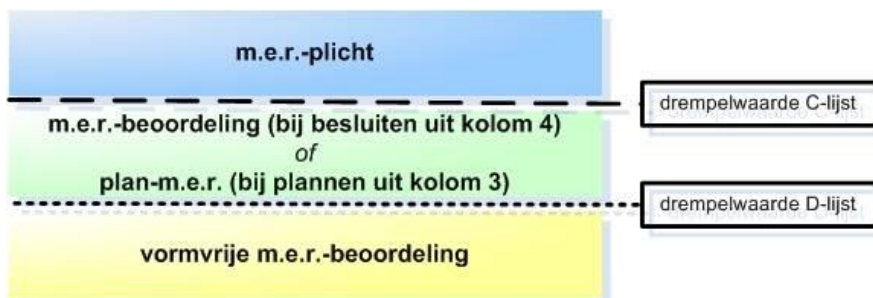 m.e.r.-plicht
drempelwaarde C-lijst
m.e.r.-beoordeling (bij besluiten uit kolom 4)
of
plan-m.e.r. (bij plannen uit kolom 3)
drempelwaarde D-lijst
vormvrije m.e.r.-beoordeling